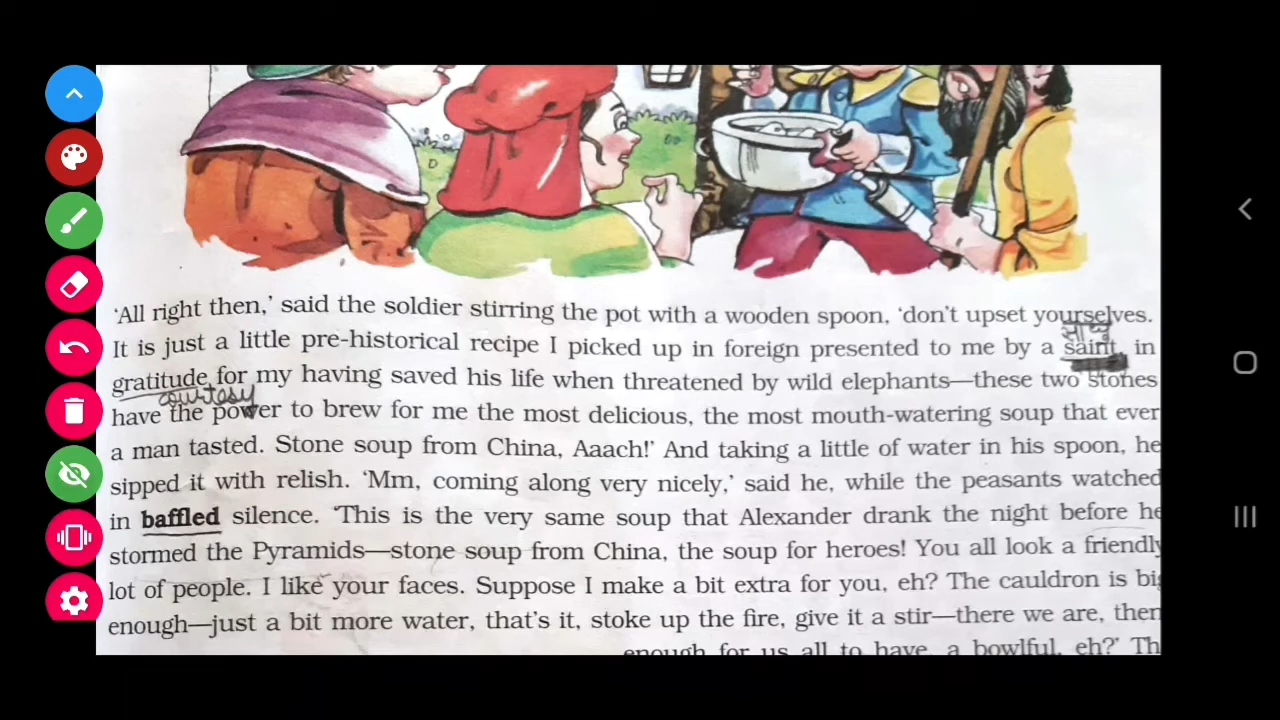 ‘All right then,’ said the soldier stirring the pot with a wooden spoon, ‘don’t upset yourselves.
साधु
It is just a little pre-historical recipe I picked up in foreign presented to me by a saint, in
gratitude for my having saved his life when threatened by wild elephants—these two stones
courtesy
have the power to brew for me the most delicious, the most mouth-watering soup that ever
a man tasted. Stone soup from China, Aaach!’ And taking a little of water in his spoon, he
sipped it with relish. ‘Mm, coming along very nicely,’ said he, while the peasants watched
in baffled silence. ‘This is the very same soup that Alexander drank the night before he
stormed the Pyramids—stone soup from China, the soup for heroes! You all look a friendly
lot of people. I like your faces. Suppose I make a bit extra for you, eh? The cauldron is big
enough—just a bit more water, that’s it, stoke up the fire, give it a stir—there we are, then
enough for us all to have, a bowlful, eh?’ Th